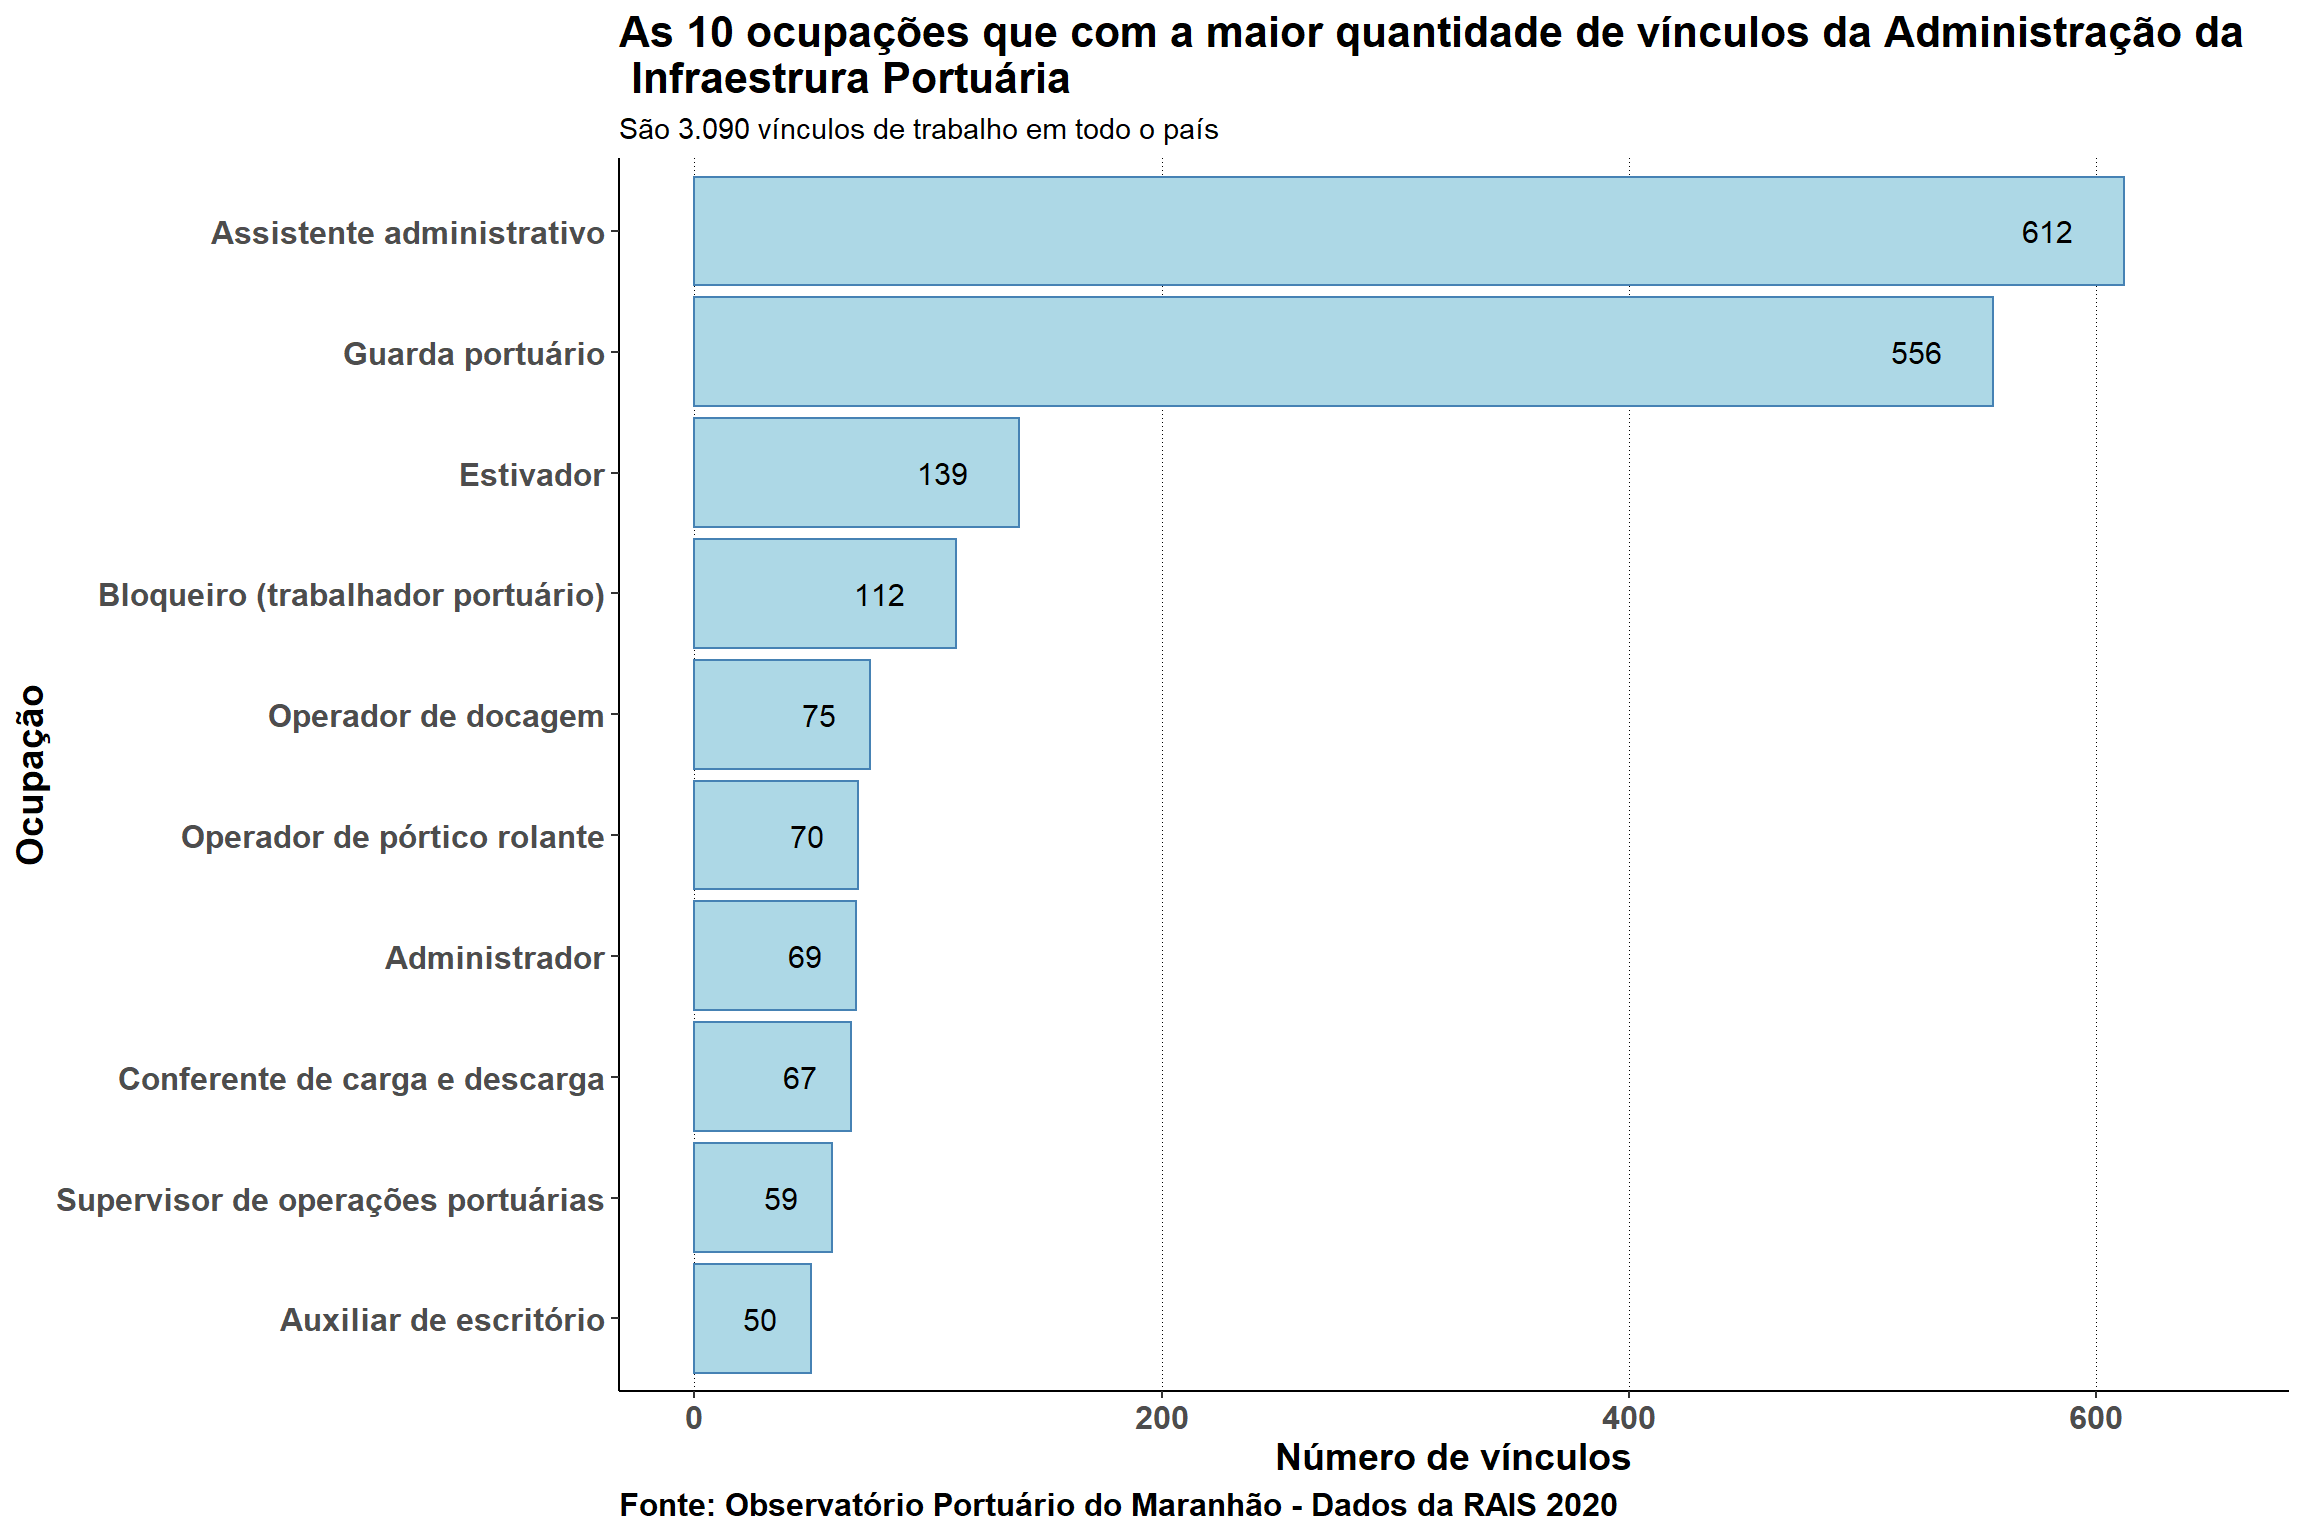 As 10 ocupações que com a maior quantidade de vínculos da Administração da
Infraestrura Portuária
São 3.090 vínculos de trabalho em todo o país
Ocupação
Assistente administrativo
612
Guarda portuário
556
Estivador
139
Bloqueiro (trabalhador portuário)
112
Operador de docagem
75
Operador de pórtico rolante
70
Administrador
69
Conferente de carga e descarga
67
Supervisor de operações portuárias
59
Auxiliar de escritório
50
0 200 400 600
Número de vínculos
Fonte: Observatório Portuário do Maranhão - Dados da RAIS 2020